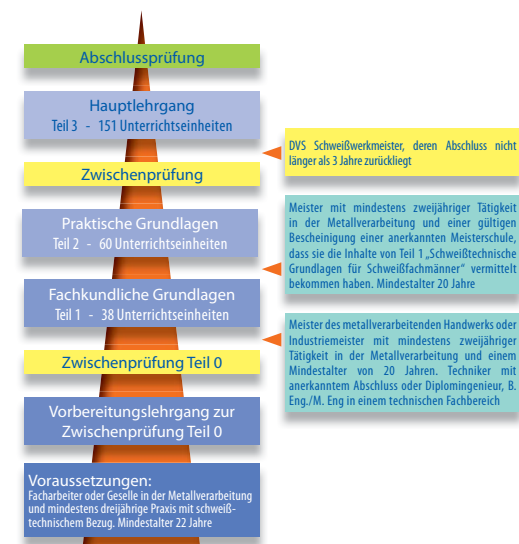 Abschlussprüfung
Hauptlehrgang
Teil 3 - 151 Unterrichtseinheiten
DVS Schweißwerkmeister, deren Abschluss nicht
länger als 3 Jahre zurückliegt
Zwischenprüfung
Praktische Grundlagen
Teil 2 - 60 Unterrichtseinheiten
Meister mit mindestens zweijähriger Tätigkeit
in der Metallverarbeitung und einer gültigen
Bescheinigung einer anerkannten Meisterschule,
dass sie die Inhalte von Teil 1 „Schweißtechnische
Grundlagen für Schweißfachmänner“ vermittelt
bekommen haben. Mindestalter 20 Jahre
Fachkundliche Grundlagen
Teil 1 - 38 Unterrichtseinheiten
Meister des metallverarbeitenden Handwerks oder
Industriemeister mit mindestens zweijähriger
Tätigkeit in der Metallverarbeitung und einem
Mindestalter von 20 Jahren. Techniker mit
anerkanntem Abschluss oder Diplomingenieur, B.
Eng./M. Eng in einem technischen Fachbereich
Zwischenprüfung Teil 0
Vorbereitungslehrgang zur
Zwischenprüfung Teil 0
Voraussetzungen:
Facharbeiter oder Geselle in der Metallverarbeitung
und mindestens dreijährige Praxis mit schweiß-
technischem Bezug. Mindestalter 22 Jahre